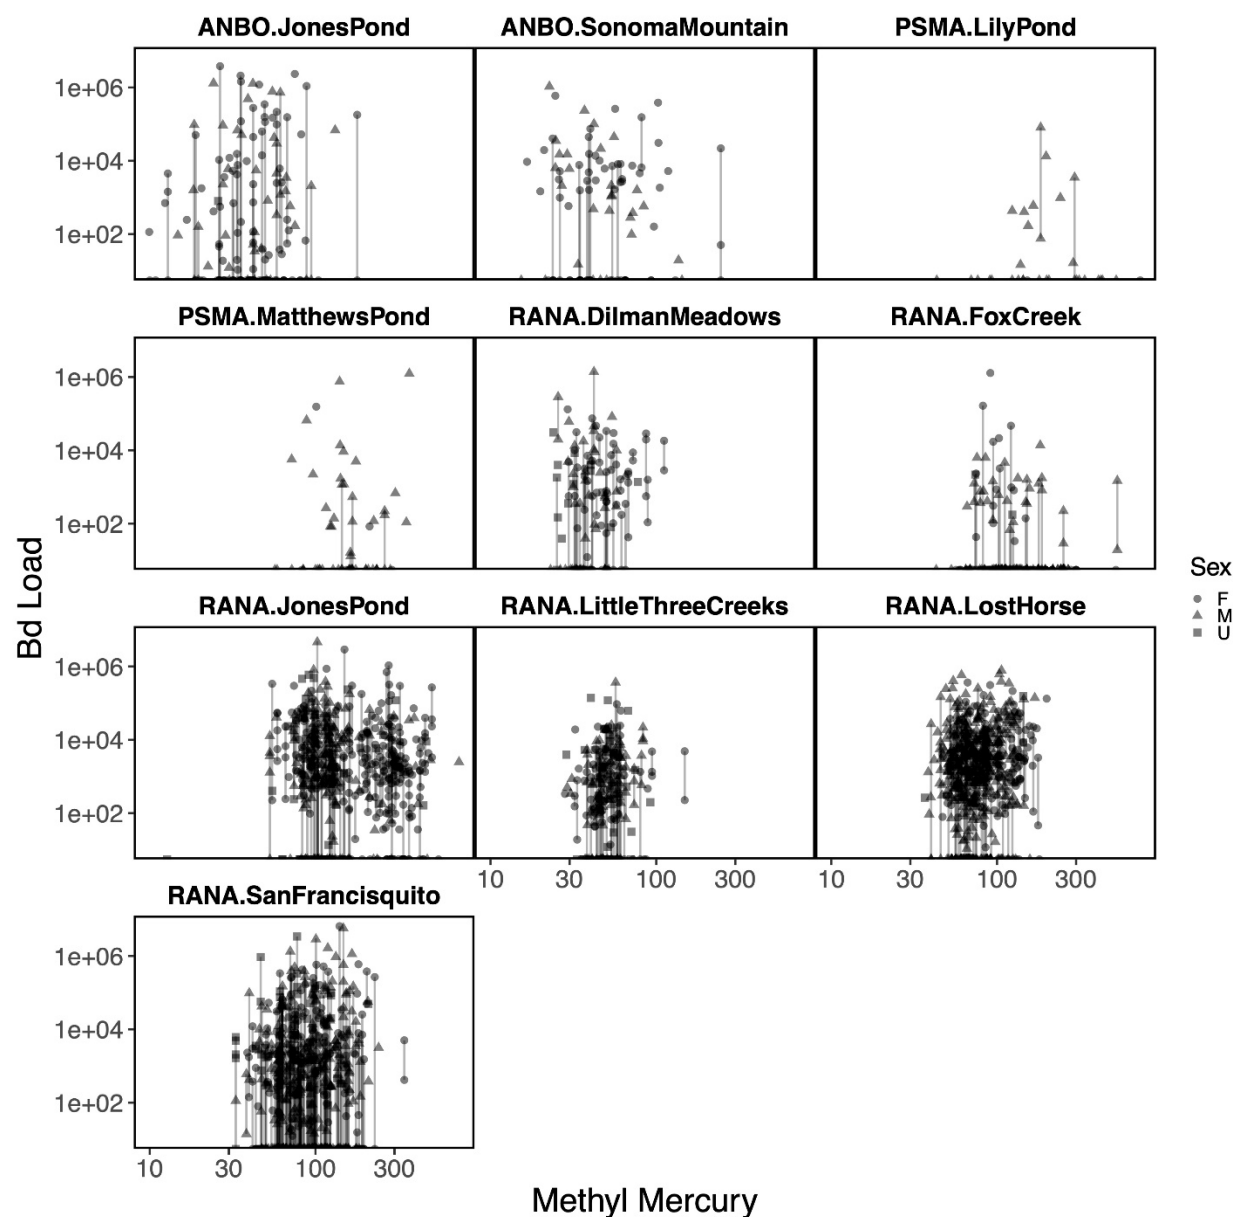 ANBO.JonesPond
ANBO.SonomaMountain
PSMA.LilyPond
1e+06
1e+04
1e+02
PSMA.MatthewsPond
RANA.DilmanMeadows
RANA.FoxCreek
1e+06
1e+04
1e+02
RANA.JonesPond
RANA.LittleThreeCreeks
RANA.LostHorse
1e+06
1e+04
1e+02
10 30 100 300
10 30 100 300
RANA.SanFrancisquito
1e+06
1e+04
1e+02
10 30 100 300
Bd Load
Methyl Mercury
Sex
F
M
U